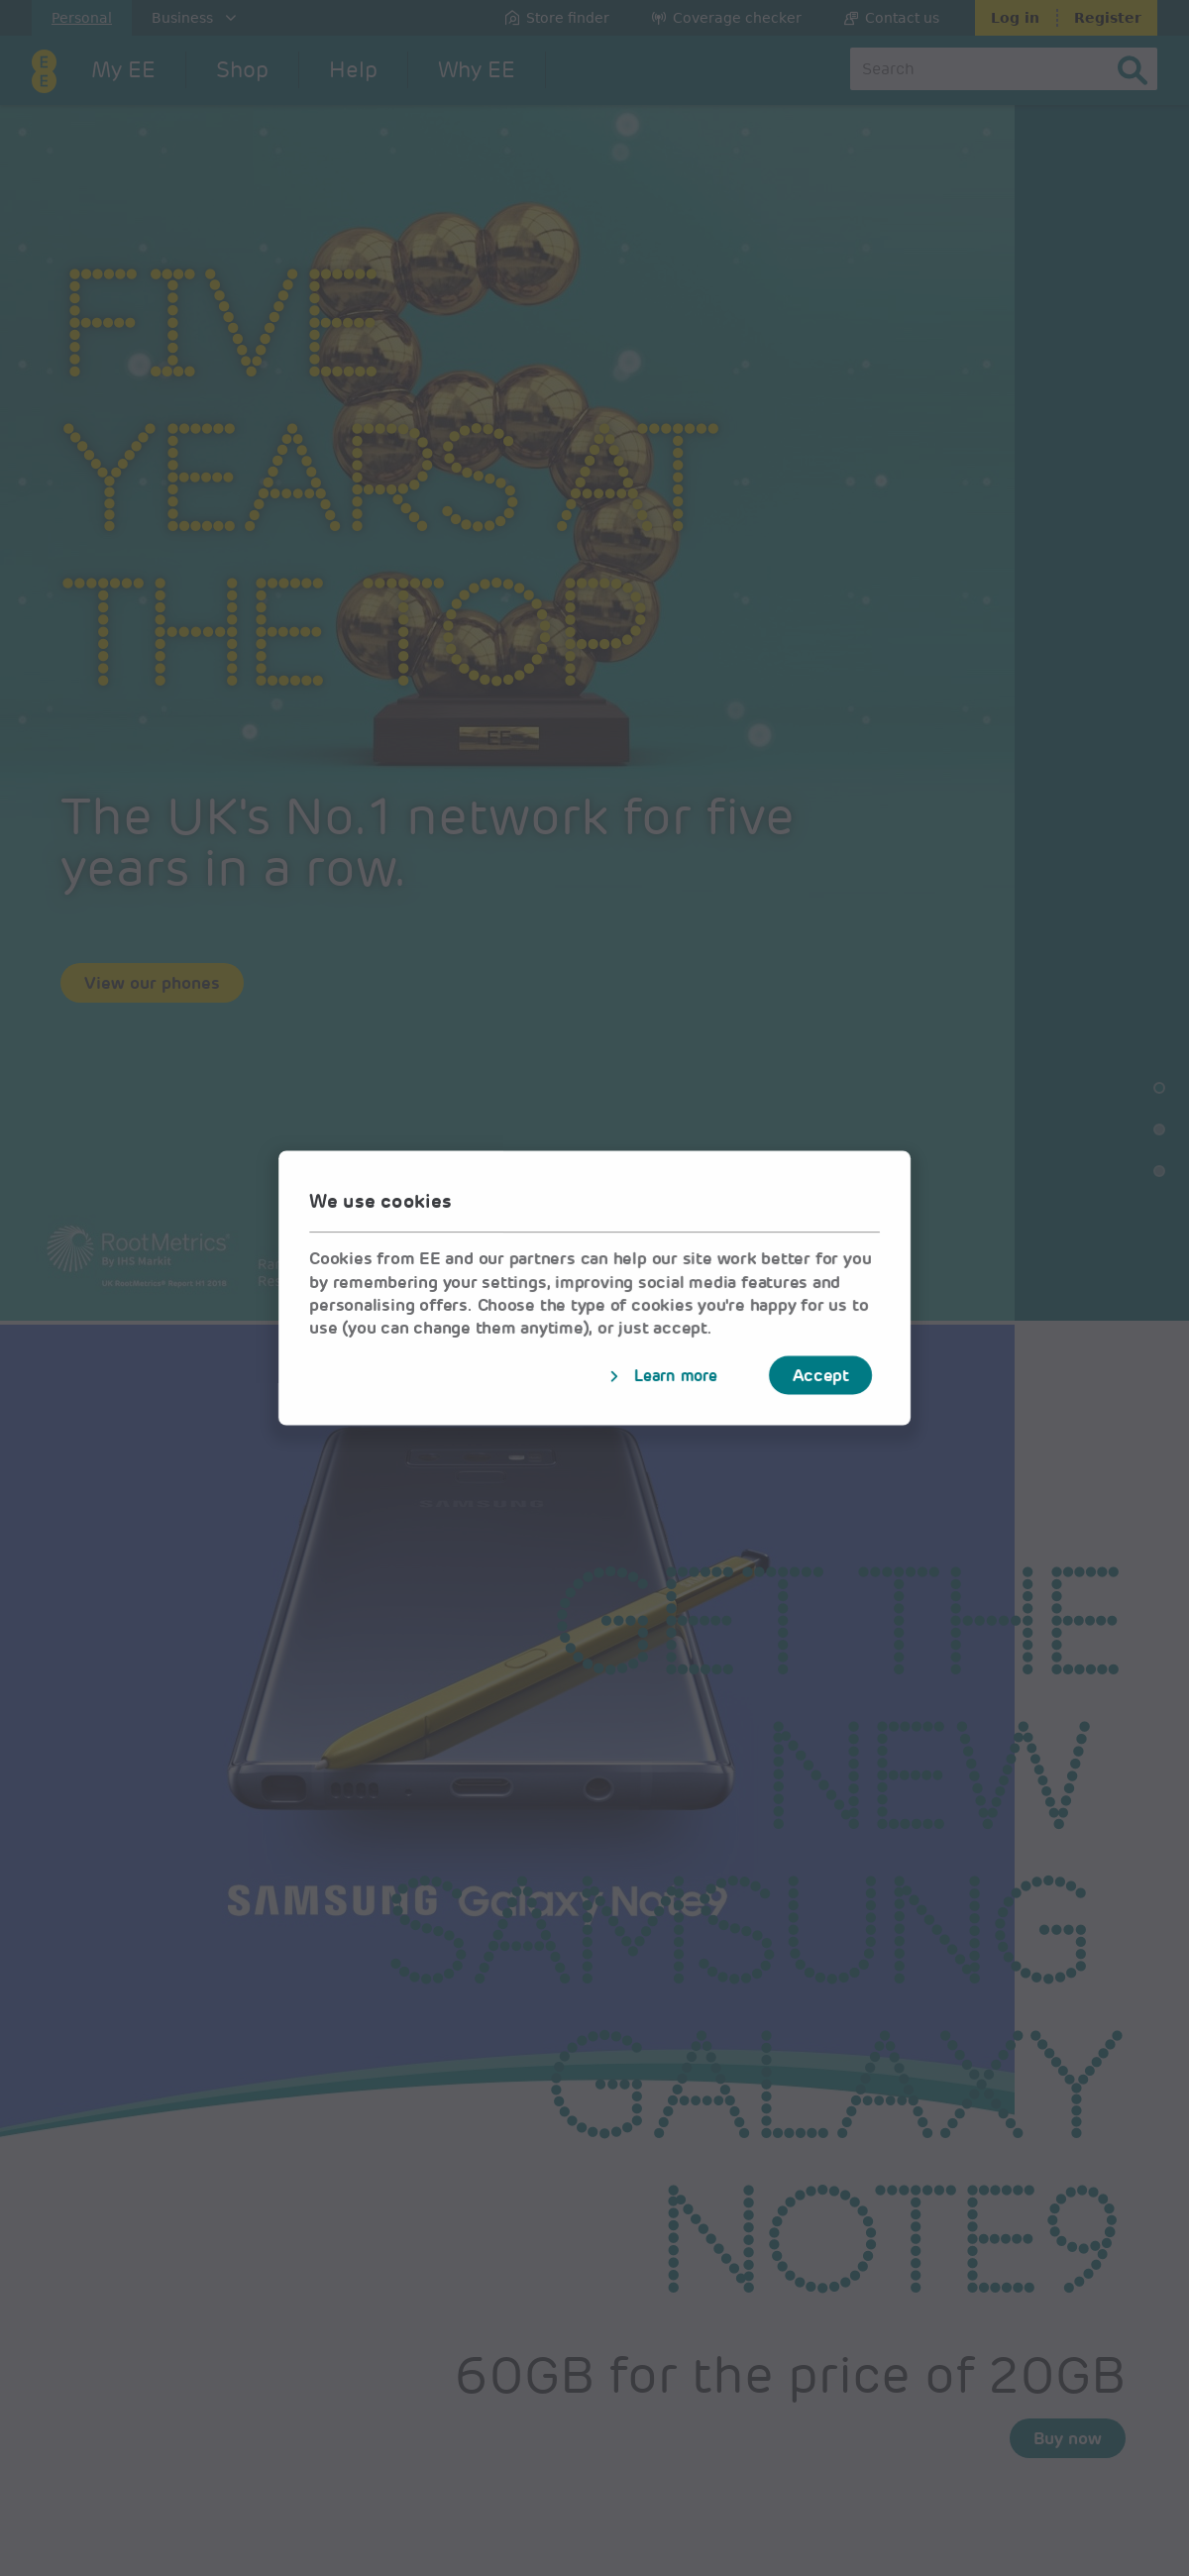 Personal
Business
Store finder
Coverage checker
Contact us
Log in
Register
EE
My EE
Shop
Help
Why EE
Search
FIVE
YEARS AT
THE TOP
EE
The UK's No.1 network for five
years in a row.
View our phones
RootMetrics®
By IHS Markit
UK RootMetrics® Report H1 2018
We use cookies
Cookies from EE and our partners can help our site work better for you
by remembering your settings, improving social media features and
personalising offers. Choose the type of cookies you're happy for us to
use (you can change them anytime), or just accept.
Learn more
Accept
GET THE
NEW
SAMSUNG
GALAXY
NOTE9
SAMSUNG Galaxy Note9
60GB for the price of 20GB
Buy now